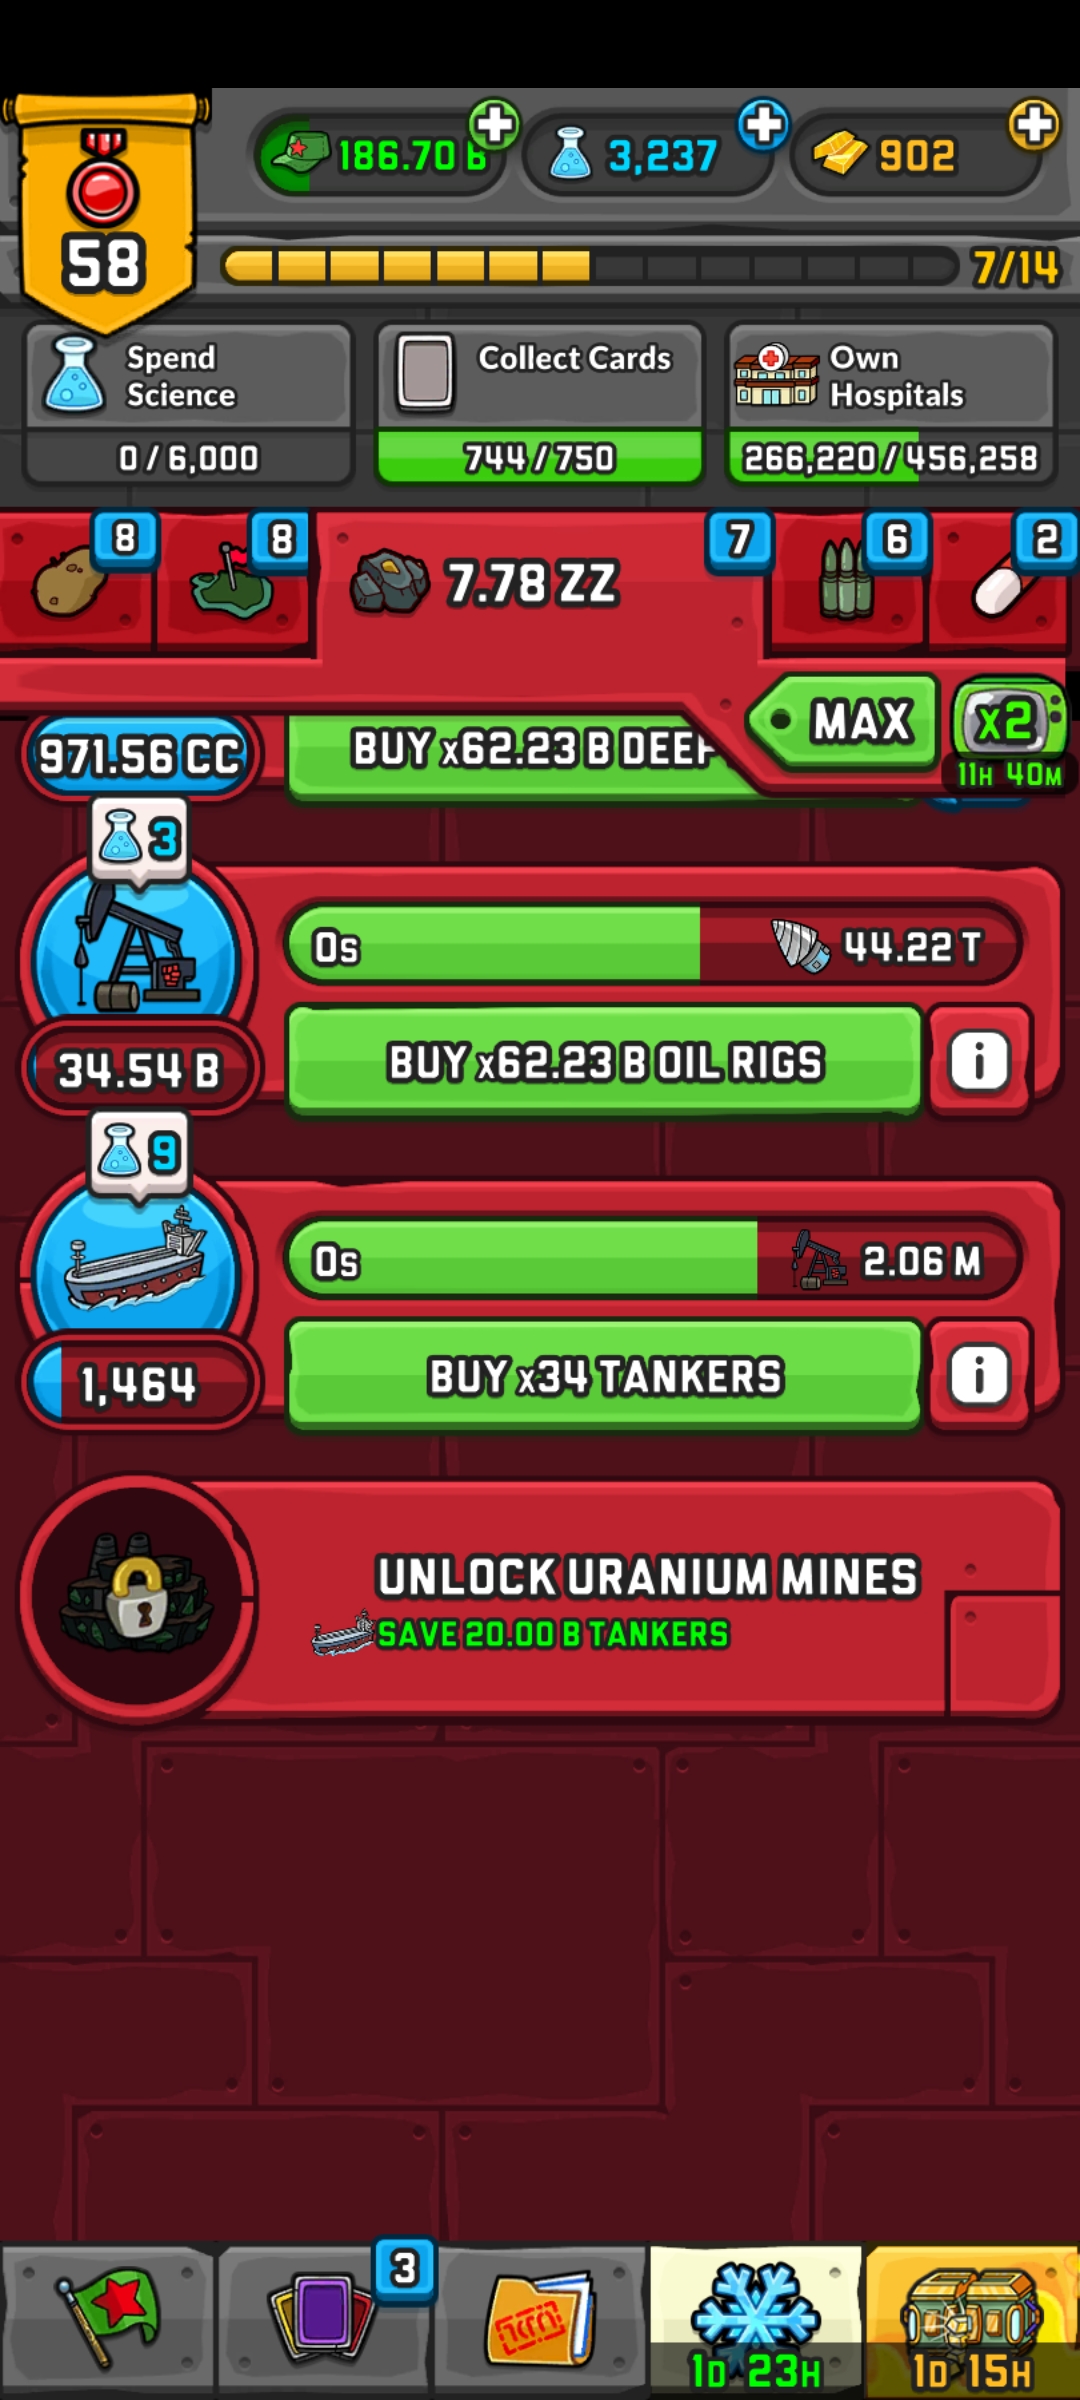 186.70 B
3,237
902
58
7/14
Spend
Science
Collect Cards
Own
Hospitals
0 / 6,000
744 / 750
266,220 / 456,258
8
8
7.78 ZZ
7
6
2
MAX
x2
11H 40M
971.56 CC
BUY x62.23 B DEEP
3
0s
44.22 T
34.54 B
BUY x62.23 B OIL RIGS
i
9
0s
2.06 M
1,464
BUY x34 TANKERS
i
UNLOCK URANIUM MINES
SAVE 20.00 B TANKERS
3
1D 23H
1D 15H